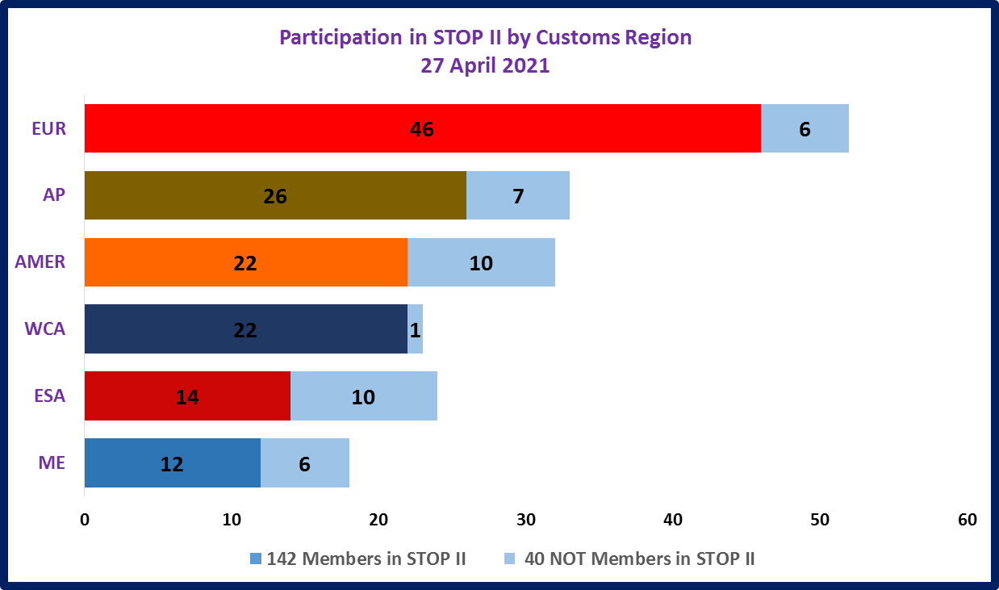 Participation in STOP II by Customs Region
27 April 2021
EUR 46 6
AP 26 7
AMER 22 10
WCA 22 1
ESA 14 10
ME 12 6
0 10 20 30 40 50 60
142 Members in STOP II 40 NOT Members in STOP II